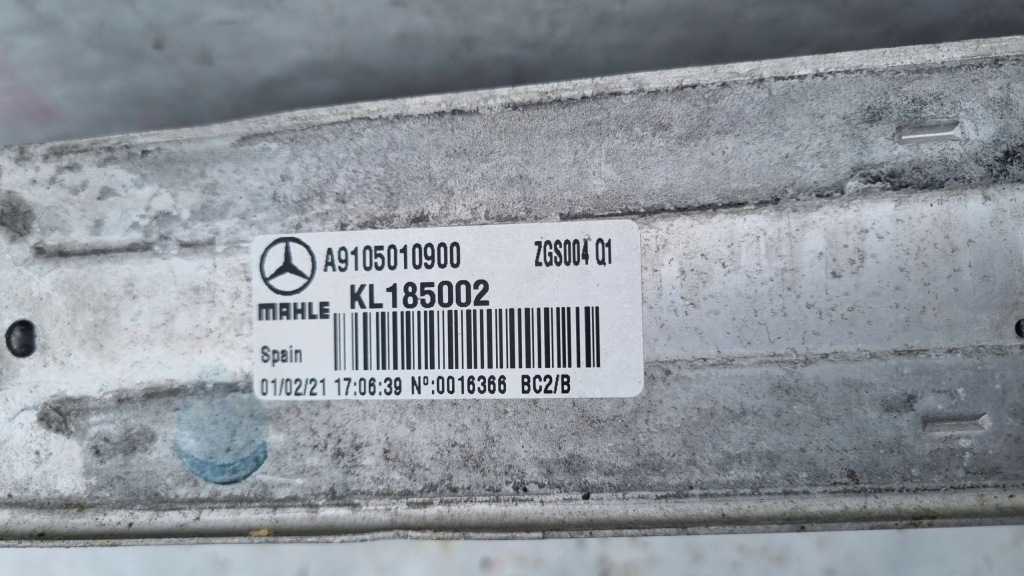 A9105010900 ZGS004 Q1
MAHLE KL185002
Spain
01/02/21 17:06:39 Nº:0016366 BC2/B